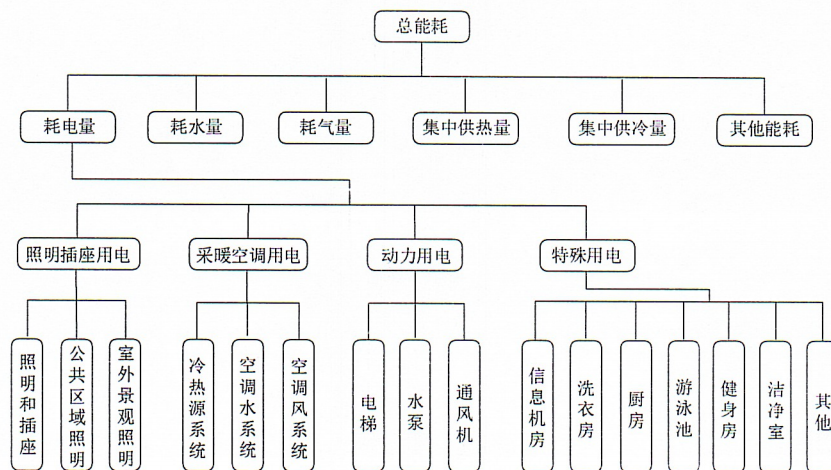 总能耗
耗电量
耗水量
耗气量
集中供热量
集中供冷量
其他能耗
照明插座用电
采暖空调用电
动力用电
特殊用电
照明和插座
公共区域照明
室外景观照明
冷热源系统
空调水系统
空调风系统
电梯
水泵
通风机
信息机房
洗衣房
厨房
游泳池
健身房
洁净室
其他